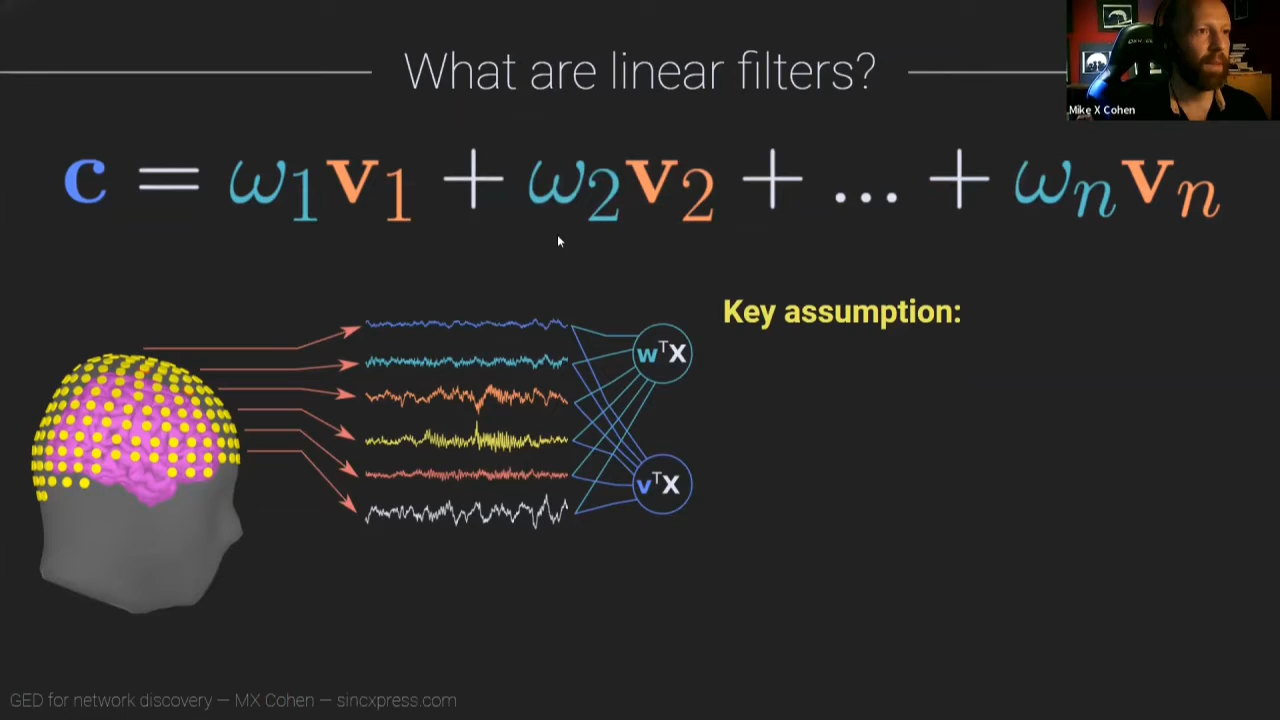 What are linear filters?
Mike X Cohen
c = ω₁v₁ + ω₂v₂ + ... + ωₙvₙ
Key assumption:
wᵀX
vᵀX
GED for network discovery — MX Cohen — sincxpress.com